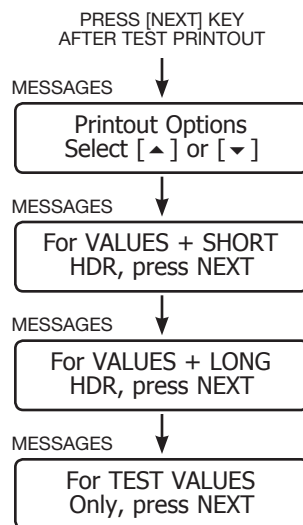 PRESS [NEXT] KEY
AFTER TEST PRINTOUT
MESSAGES
Printout Options
Select [ ▲ ] or [ ▼ ]
MESSAGES
For VALUES + SHORT
HDR, press NEXT
MESSAGES
For VALUES + LONG
HDR, press NEXT
MESSAGES
For TEST VALUES
Only, press NEXT